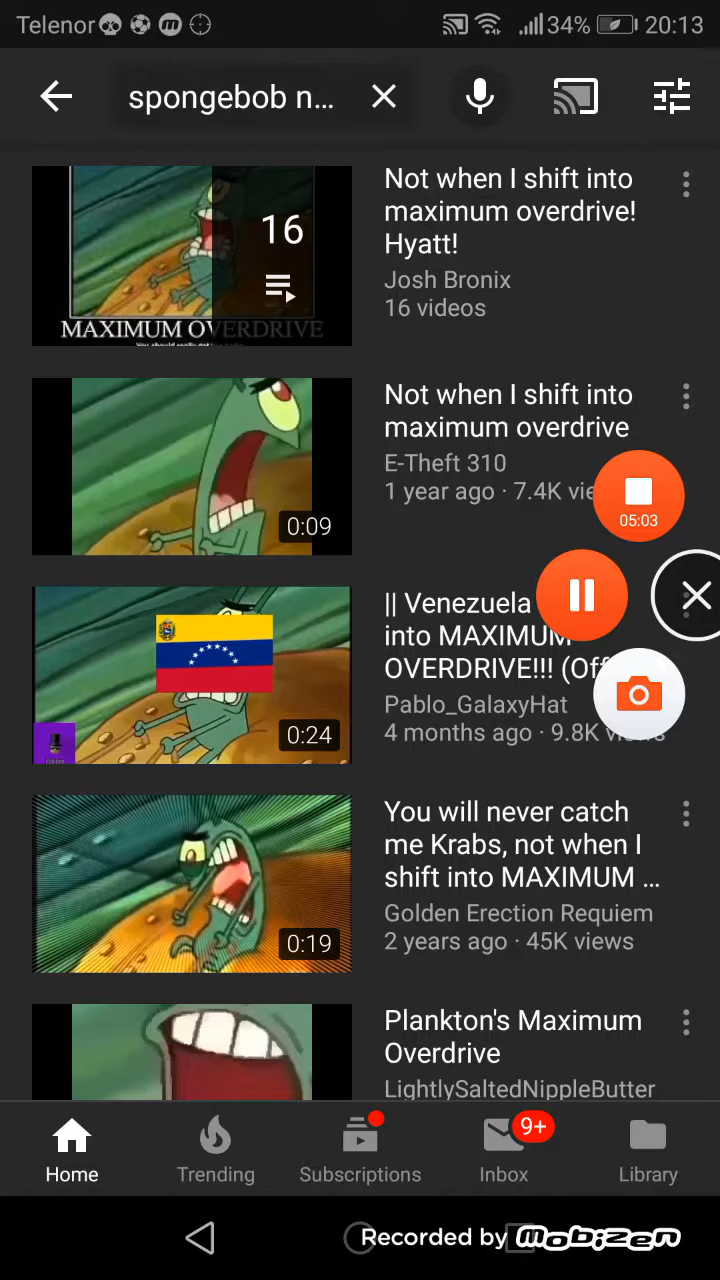 Telenor
34%
20:13
spongebob n...
16
MAXIMUM OVERDRIVE
Not when I shift into
maximum overdrive!
Hyatt!
Josh Bronix
16 videos
0:09
Not when I shift into
maximum overdrive
E-Theft 310
1 year ago · 7.4K vie
05:03
0:24
|| Venezuela
into MAXIMUM
OVERDRIVE!!! (Of
Pablo_GalaxyHat
4 months ago · 9.8K views
0:19
You will never catch
me Krabs, not when I
shift into MAXIMUM ...
Golden Erection Requiem
2 years ago · 45K views
Plankton's Maximum
Overdrive
LightlySaltedNippleButter
Home
Trending
Subscriptions
9+
Inbox
Library
Recorded by mobizen